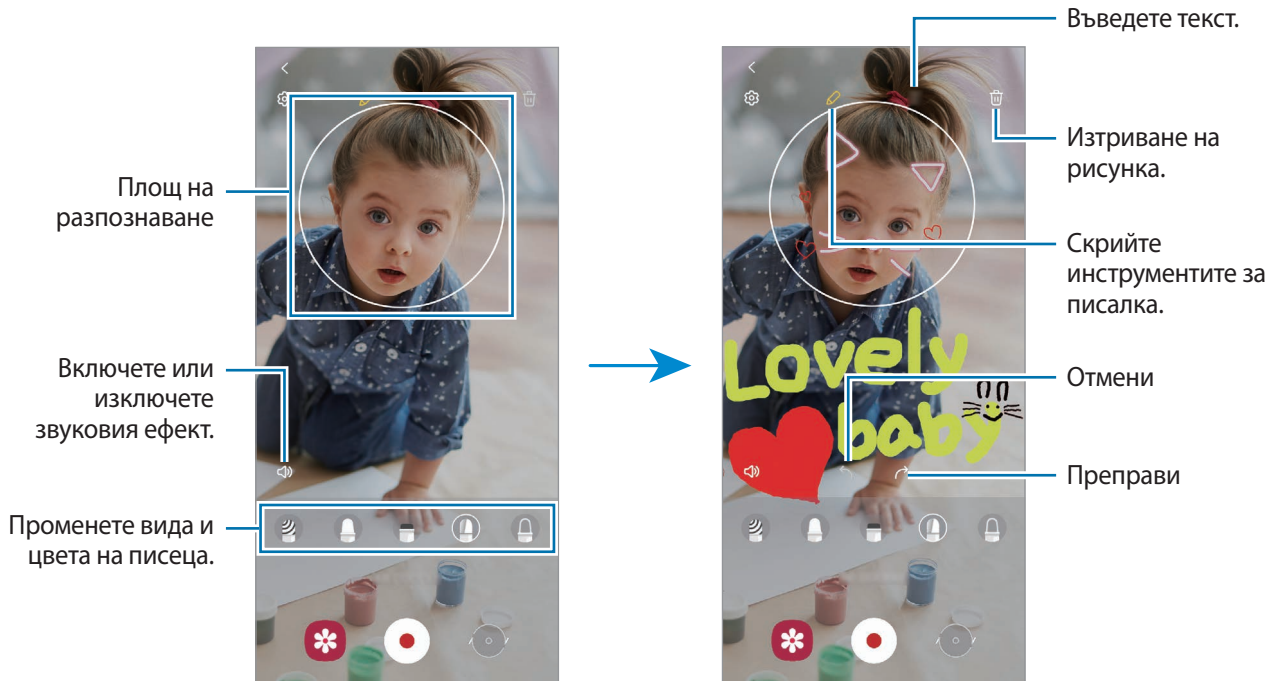 Въведете текст.
Изтриване на
рисунка.
Площ на
разпознаване
Скрийте
инструментите за
писалка.
Включете или
изключете
звуковия ефект.
Lovely
baby
Отмени
Преправи
Променете вида и
цвета на писеца.